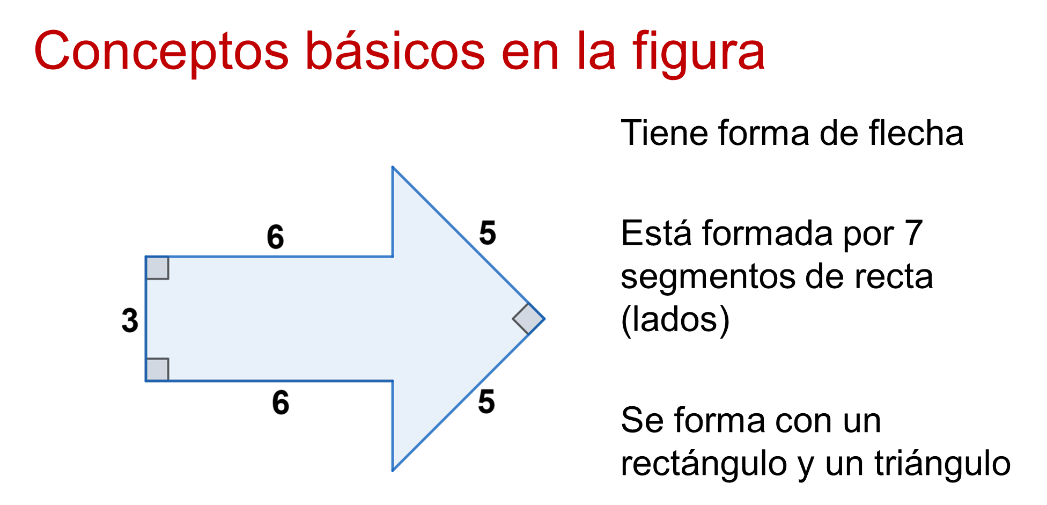 Conceptos básicos en la figura
Tiene forma de flecha
6
5
Está formada por 7
segmentos de recta
(lados)
3
6
5
Se forma con un
rectángulo y un triángulo